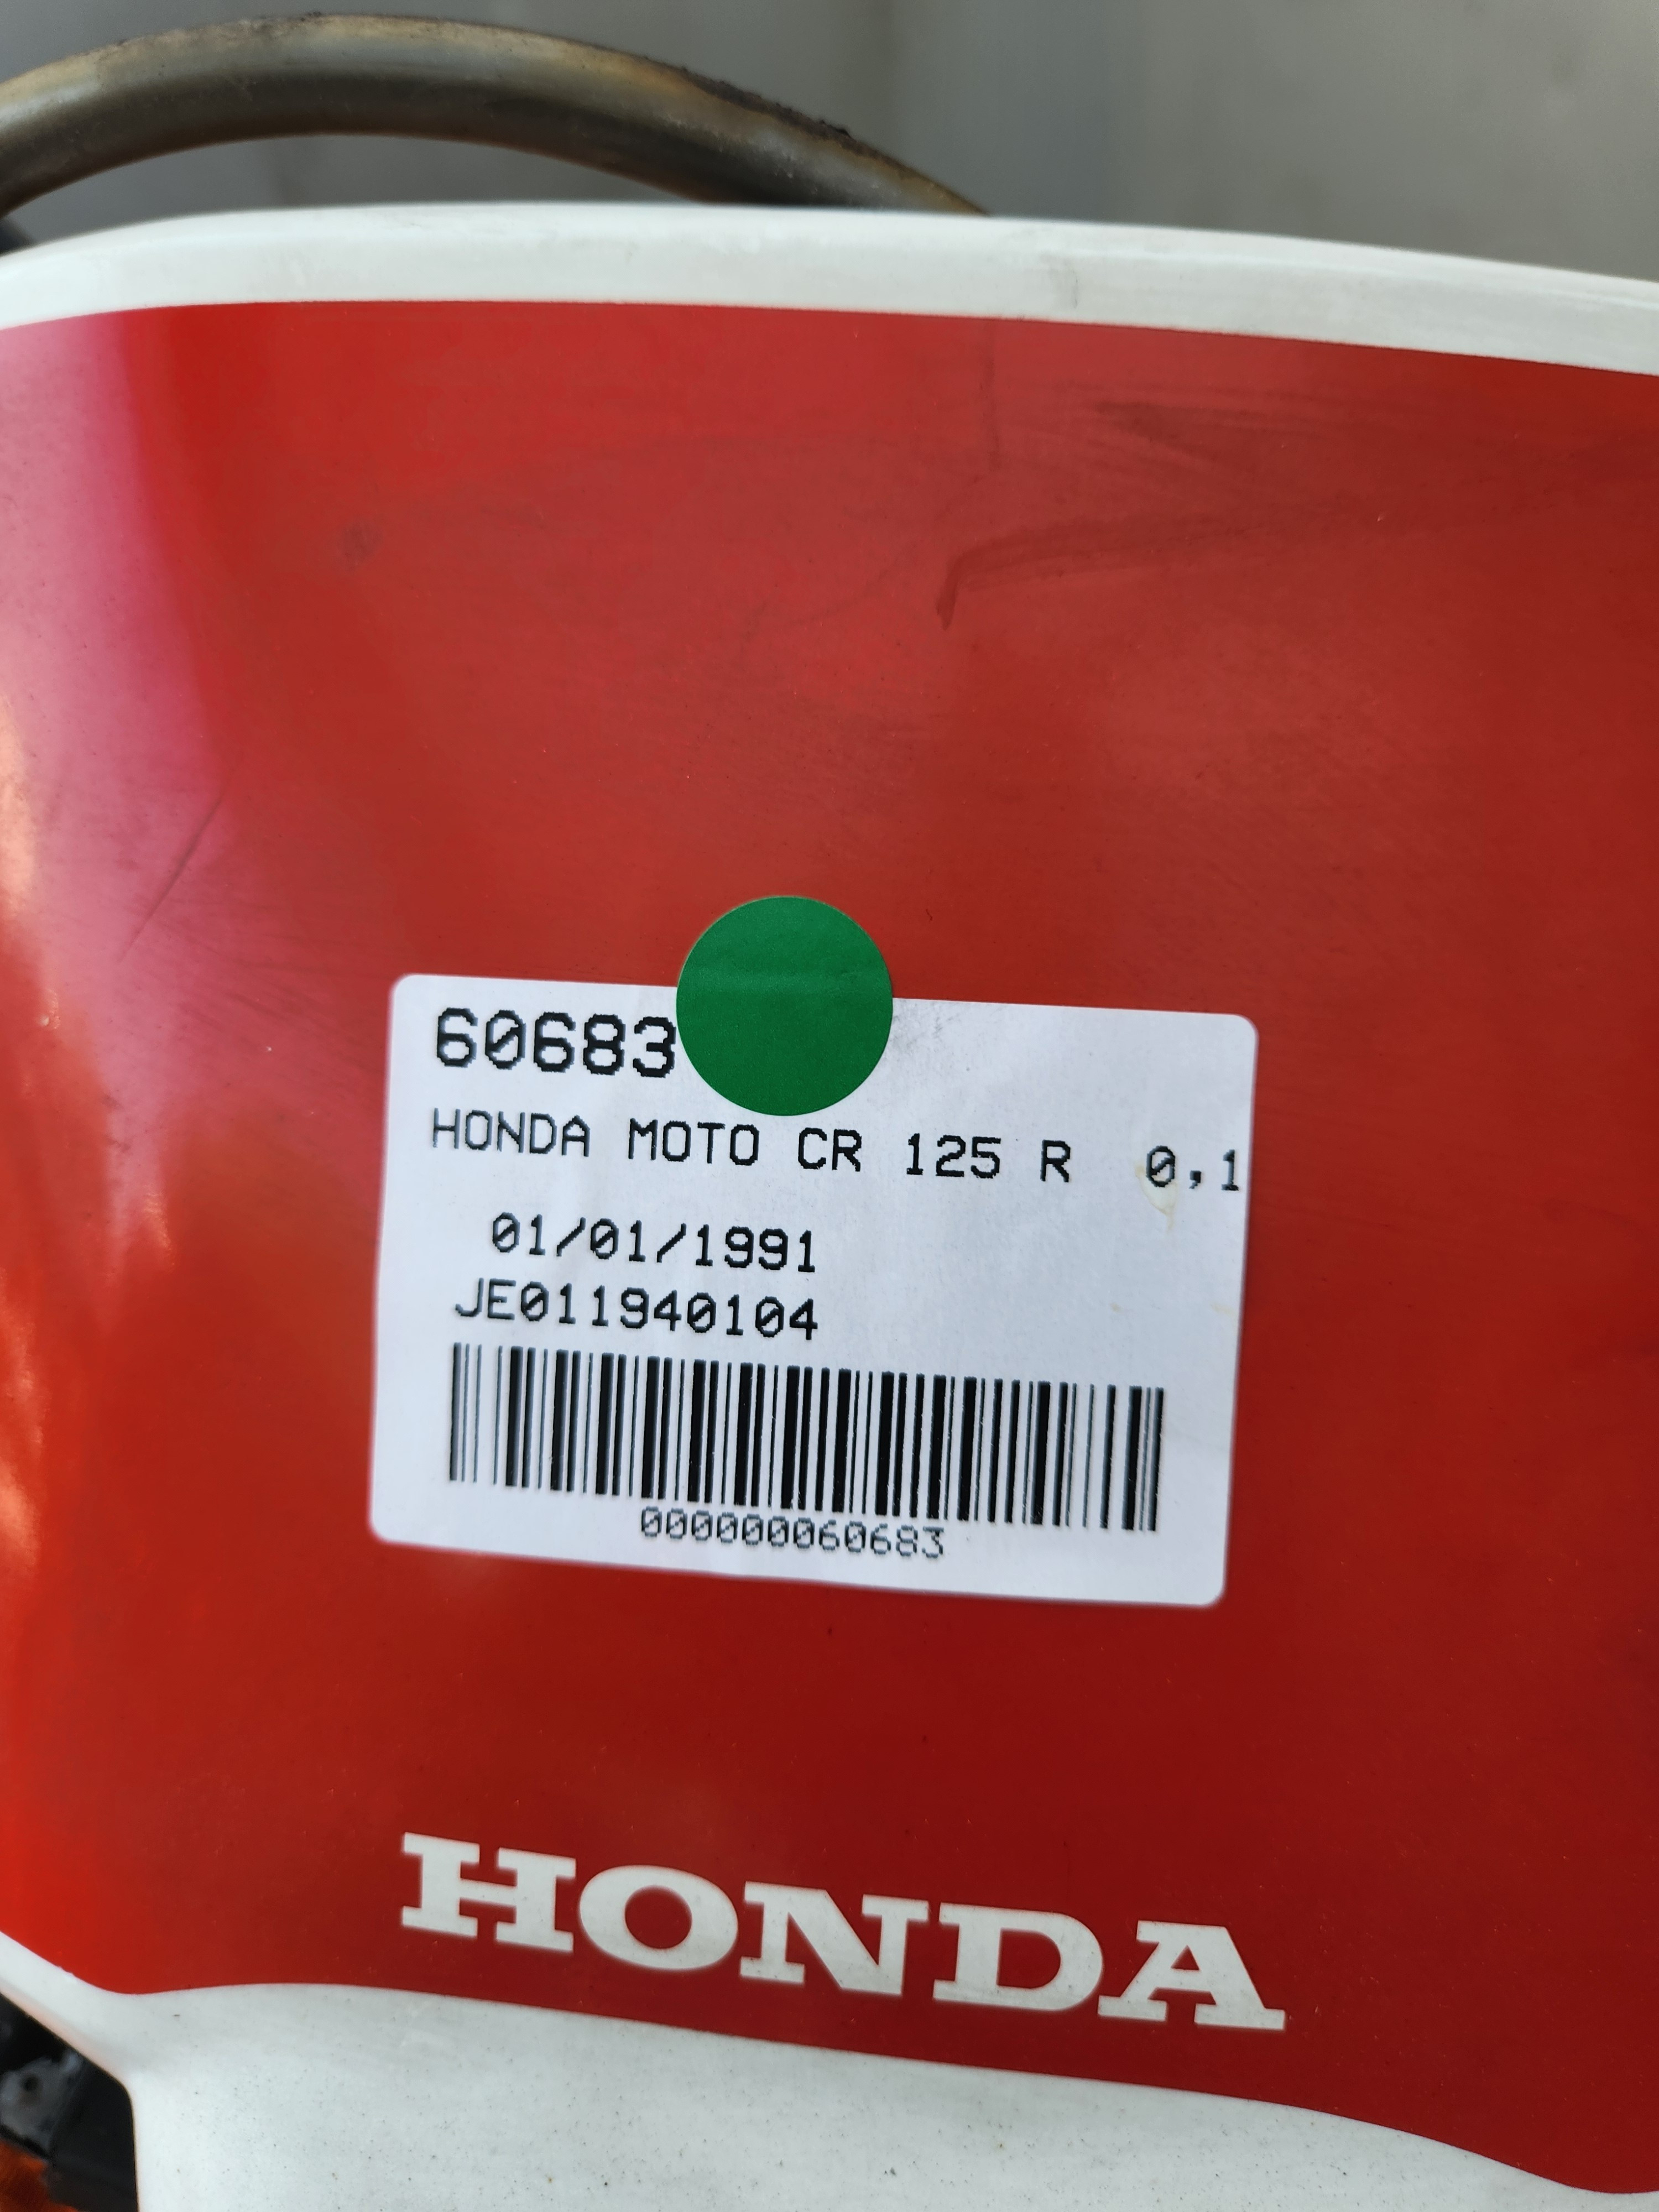 60683
HONDA MOTO CR 125 R 0,1
01/01/1991
JE011940104
000000060683
HONDA